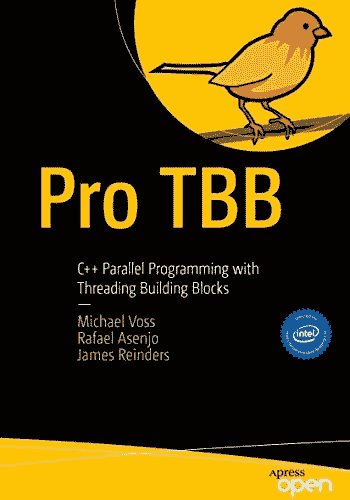 Pro TBB
C++ Parallel Programming with
Threading Building Blocks
Michael Voss
Rafael Asenjo
James Reinders
intel
Apress
open